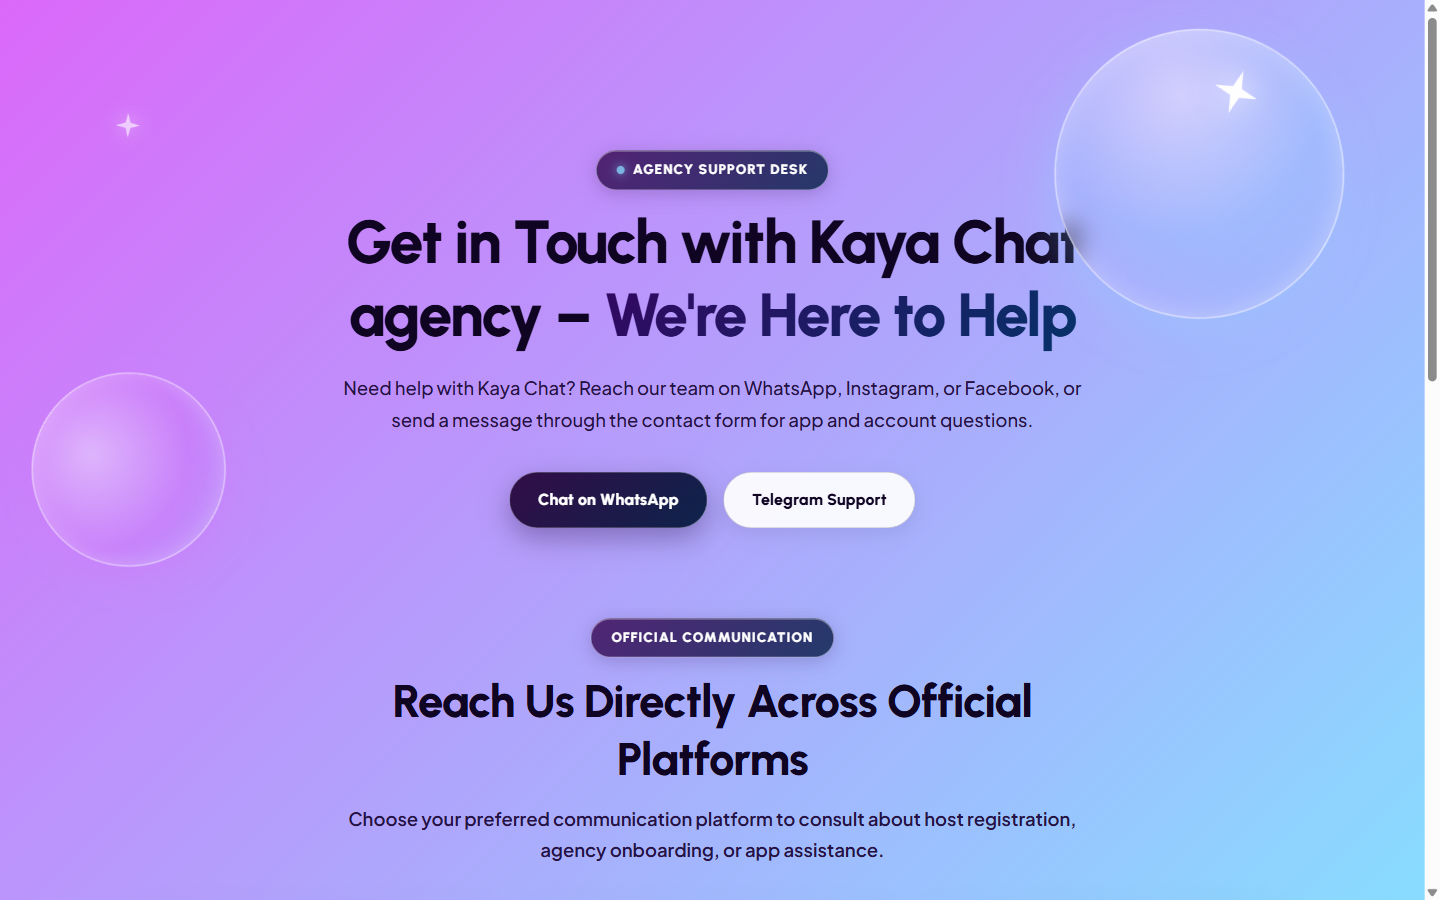 AGENCY SUPPORT DESK
Get in Touch with Kaya Chat
agency – We're Here to Help
Need help with Kaya Chat? Reach our team on WhatsApp, Instagram, or Facebook, or
send a message through the contact form for app and account questions.
Chat on WhatsApp
Telegram Support
OFFICIAL COMMUNICATION
Reach Us Directly Across Official
Platforms
Choose your preferred communication platform to consult about host registration,
agency onboarding, or app assistance.